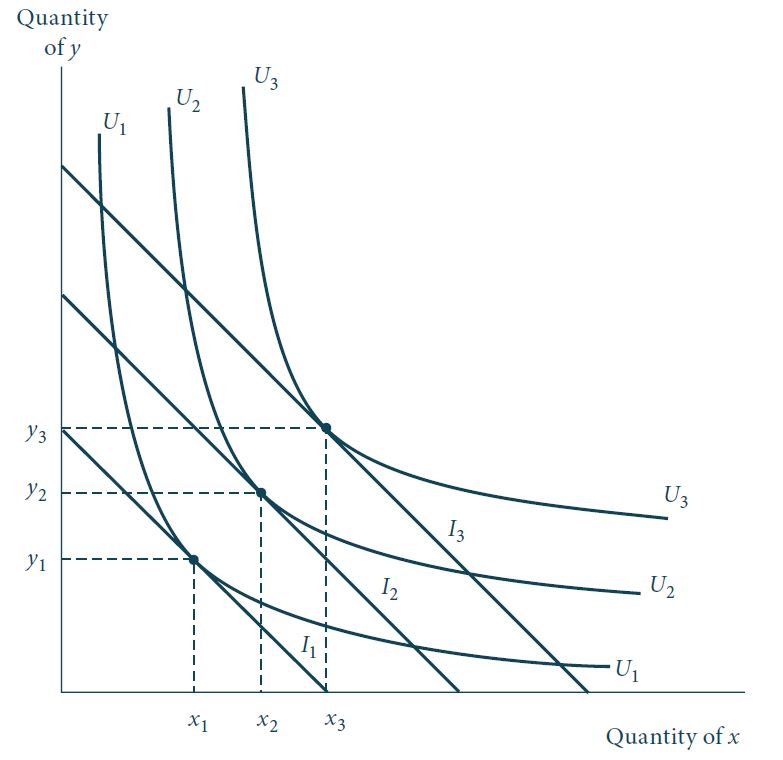 Quantity
of y
U₃
U₂
U₁
y₃
y₂
y₁
U₃
I₃
I₂
U₂
I₁
U₁
x₁
x₂
x₃
Quantity of x